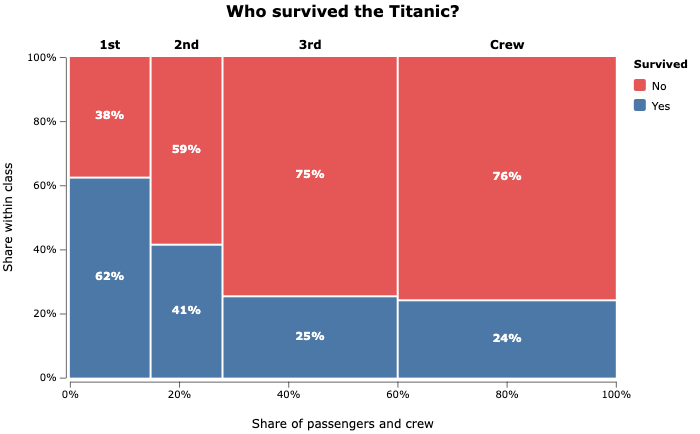 Who survived the Titanic?
1st 2nd 3rd Crew
Survived
No
Yes
Share within class
100%
80%
60%
40%
20%
0%
38%
59%
75%
76%
62%
41%
25%
24%
0% 20% 40% 60% 80% 100%
Share of passengers and crew